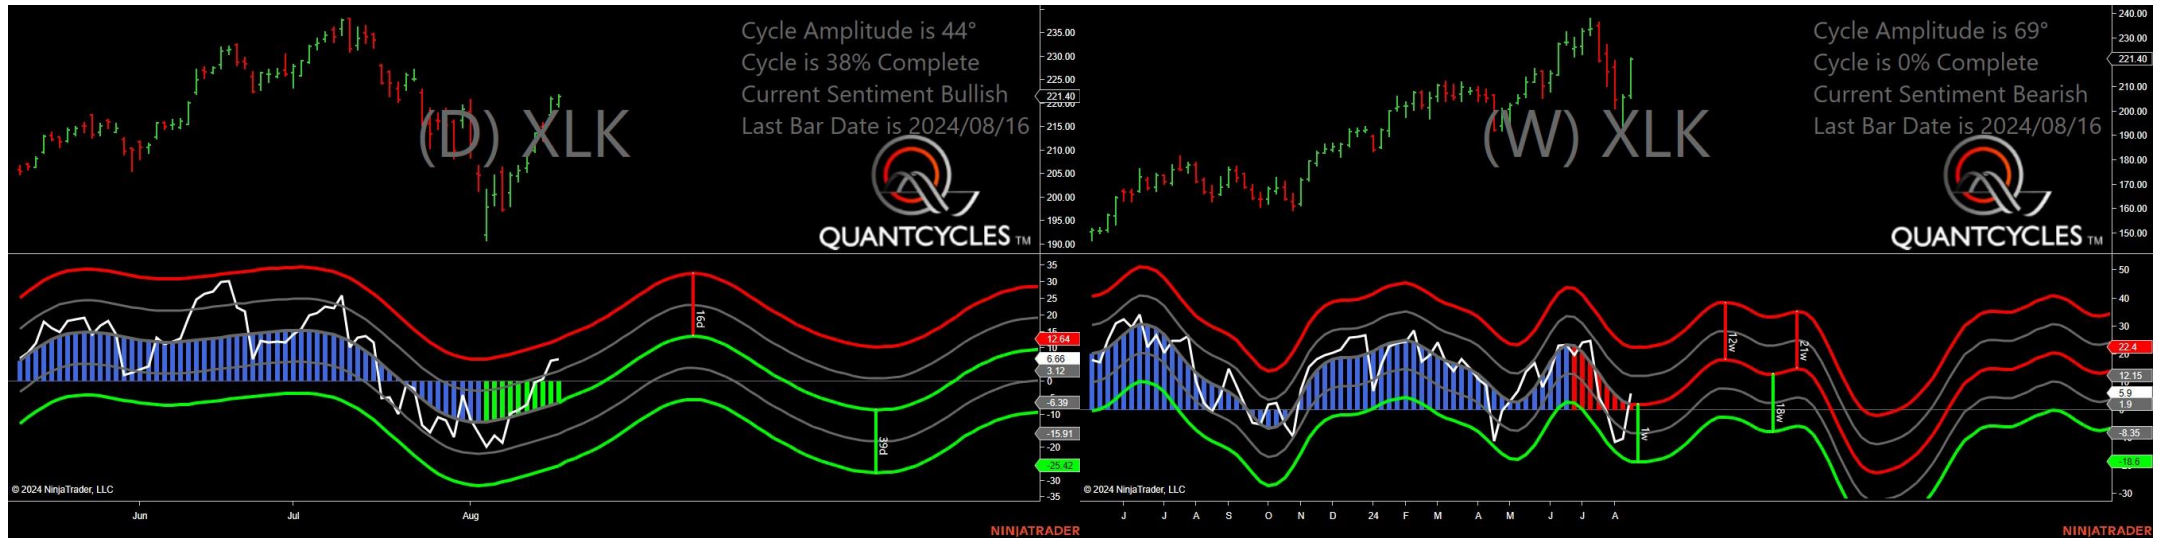 Cycle Amplitude is 44°
Cycle is 38% Complete
Current Sentiment Bullish
Last Bar Date is 2024/08/16
(D) XLK
QUANTCYCLES TM
235.00
230.00
225.00
221.40
220.00
215.00
210.00
205.00
200.00
195.00
190.00
35
30
25
20
15
12.64
10
6.66
3.12
0
-6.39
-10
-15.91
-20
-25.42
-30
-35
16d
39d
© 2024 NinjaTrader, LLC
Jun Jul Aug
NINJATRADER
Cycle Amplitude is 69°
Cycle is 0% Complete
Current Sentiment Bearish
Last Bar Date is 2024/08/16
(W) XLK
QUANTCYCLES TM
240.00
230.00
221.40
210.00
200.00
190.00
180.00
170.00
160.00
150.00
50
40
30
22.4
20
12.15
5.9
1.9
-8.35
-18.6
-30
12w
21w
18w
1w
© 2024 NinjaTrader, LLC
J J A S O N D 24 F M A M J J A
NINJATRADER